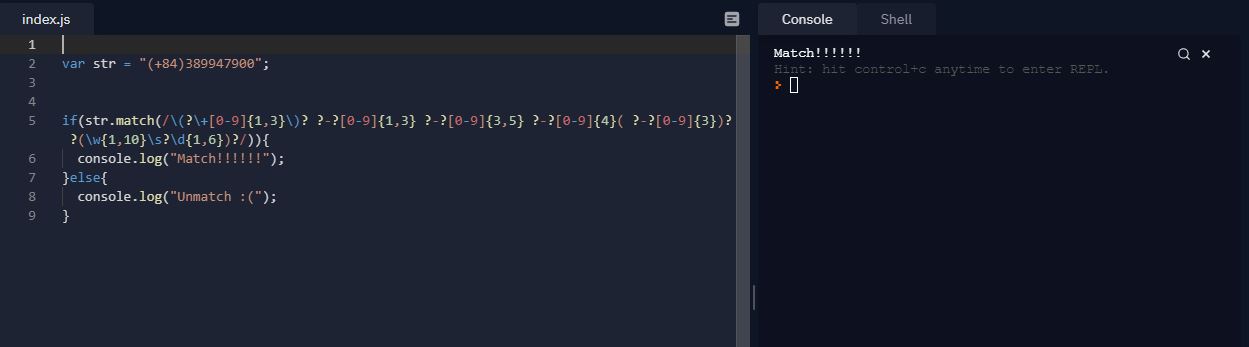 index.js
Console Shell
1
2 var str = "(+84)389947900";
3
4
5 if(str.match(/\(?\+[0-9]{1,3}\)? ?-?[0-9]{1,3} ?-?[0-9]{3,5} ?-?[0-9]{4}( ?-?[0-9]{3})?
?(\w{1,10}\s?\d{1,6})?/)){
6 console.log("Match!!!!!!");
7 }else{
8 console.log("Unmatch :(");
9 }
Match!!!!!!
Hint: hit control+c anytime to enter REPL.